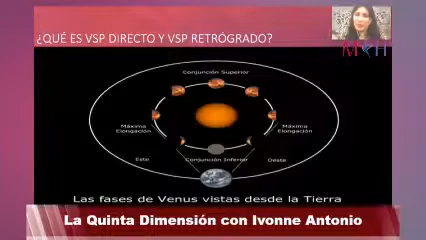 ¿QUÉ ES VSP DIRECTO Y VSP RETRÓGRADO?
Conjunción Superior
Máxima
Elongación
Máxima
Elongación
Este
Conjunción Inferior
Oeste
Las fases de Venus vistas desde la Tierra
La Quinta Dimensión con Ivonne Antonio